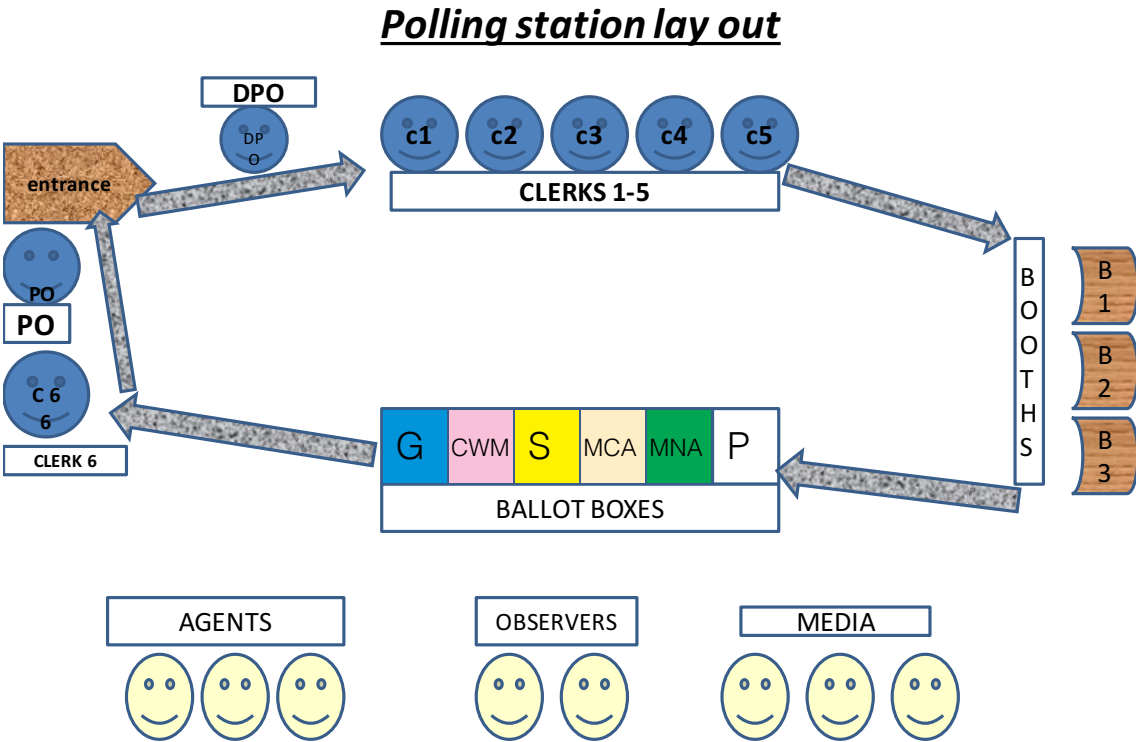 Polling station lay out
DPO
DP
O
c1 c2 c3 c4 c5
entrance
CLERKS 1-5
PO
PO
C 6
6
CLERK 6
B
O
O
T
H
S
B
1
B
2
B
3
G CWM S MCA MNA P
BALLOT BOXES
AGENTS
OBSERVERS
MEDIA